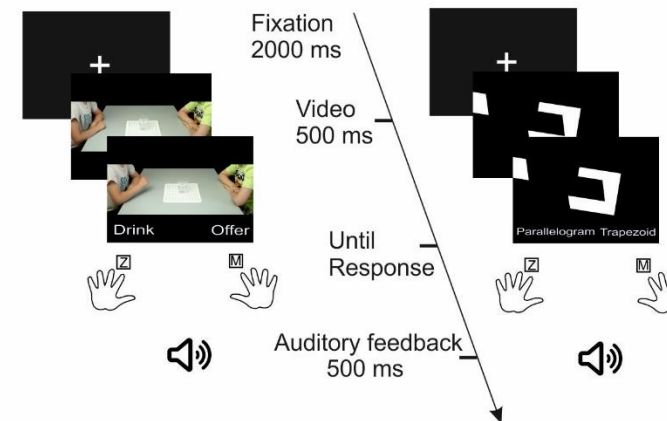 Fixation
2000 ms
Video
500 ms
Drink Offer
Parallelogram Trapezoid
Until
Response
Z M
Z M
Auditory feedback
500 ms